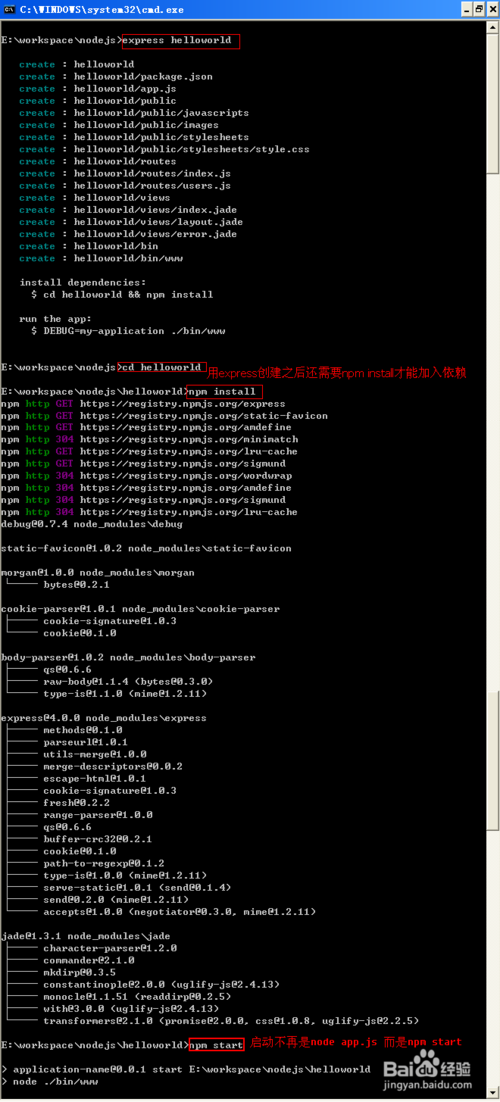 C:\WINDOWS\system32\cmd.exe
E:\workspace\nodejs>express helloworld
create : helloworld
create : helloworld/package.json
create : helloworld/app.js
create : helloworld/public
create : helloworld/public/javascripts
create : helloworld/public/images
create : helloworld/public/stylesheets
create : helloworld/public/stylesheets/style.css
create : helloworld/routes
create : helloworld/routes/index.js
create : helloworld/routes/users.js
create : helloworld/views
create : helloworld/views/index.jade
create : helloworld/views/layout.jade
create : helloworld/views/error.jade
create : helloworld/bin
create : helloworld/bin/www
install dependencies:
$ cd helloworld && npm install
run the app:
$ DEBUG=my-application ./bin/www
E:\workspace\nodejs>cd helloworld
用express创建之后还需要npm install才能加入依赖
E:\workspace\nodejs\helloworld>npm install
npm http GET https://registry.npmjs.org/express
npm http GET https://registry.npmjs.org/static-favicon
npm http GET https://registry.npmjs.org/amdefine
npm http 304 https://registry.npmjs.org/minimatch
npm http GET https://registry.npmjs.org/lru-cache
npm http GET https://registry.npmjs.org/sigmund
npm http 304 https://registry.npmjs.org/wordwrap
npm http 304 https://registry.npmjs.org/amdefine
npm http 304 https://registry.npmjs.org/sigmund
npm http 304 https://registry.npmjs.org/lru-cache
debug@0.7.4 node_modules\debug
static-favicon@1.0.2 node_modules\static-favicon
morgan@1.0.0 node_modules\morgan
bytes@0.2.1
cookie-parser@1.0.1 node_modules\cookie-parser
cookie-signature@1.0.3
cookie@0.1.0
body-parser@1.0.2 node_modules\body-parser
qs@0.6.6
raw-body@1.1.4 (bytes@0.3.0)
type-is@1.1.0 (mime@1.2.11)
express@4.0.0 node_modules\express
methods@0.1.0
parseurl@1.0.1
utils-merge@1.0.0
merge-descriptors@0.0.2
escape-html@1.0.1
cookie-signature@1.0.3
fresh@0.2.2
range-parser@1.0.0
qs@0.6.6
buffer-crc32@0.2.1
cookie@0.1.0
path-to-regexp@0.1.2
type-is@1.0.0 (mime@1.2.11)
serve-static@1.0.1 (send@0.1.4)
send@0.2.0 (mime@1.2.11)
accepts@1.0.0 (negotiator@0.3.0, mime@1.2.11)
jade@1.3.1 node_modules\jade
character-parser@1.2.0
commander@2.1.0
mkdirp@0.3.5
constantinople@2.0.0 (uglify-js@2.4.13)
monocle@1.1.51 (readdirp@0.2.5)
with@3.0.0 (uglify-js@2.4.13)
transformers@2.1.0 (promise@2.0.0, css@1.0.8, uglify-js@2.2.5)
E:\workspace\nodejs\helloworld>npm start 启动不再是node app.js 而是npm start
> application-name@0.0.1 start E:\workspace\nodejs\helloworld
> node ./bin/www
Baidu经验
jingyan.baidu.com